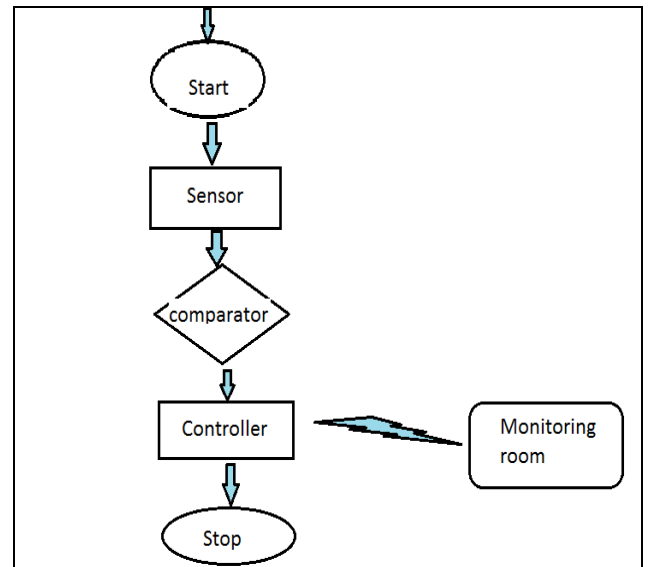 Start
Sensor
comparator
Controller
Monitoring
room
Stop